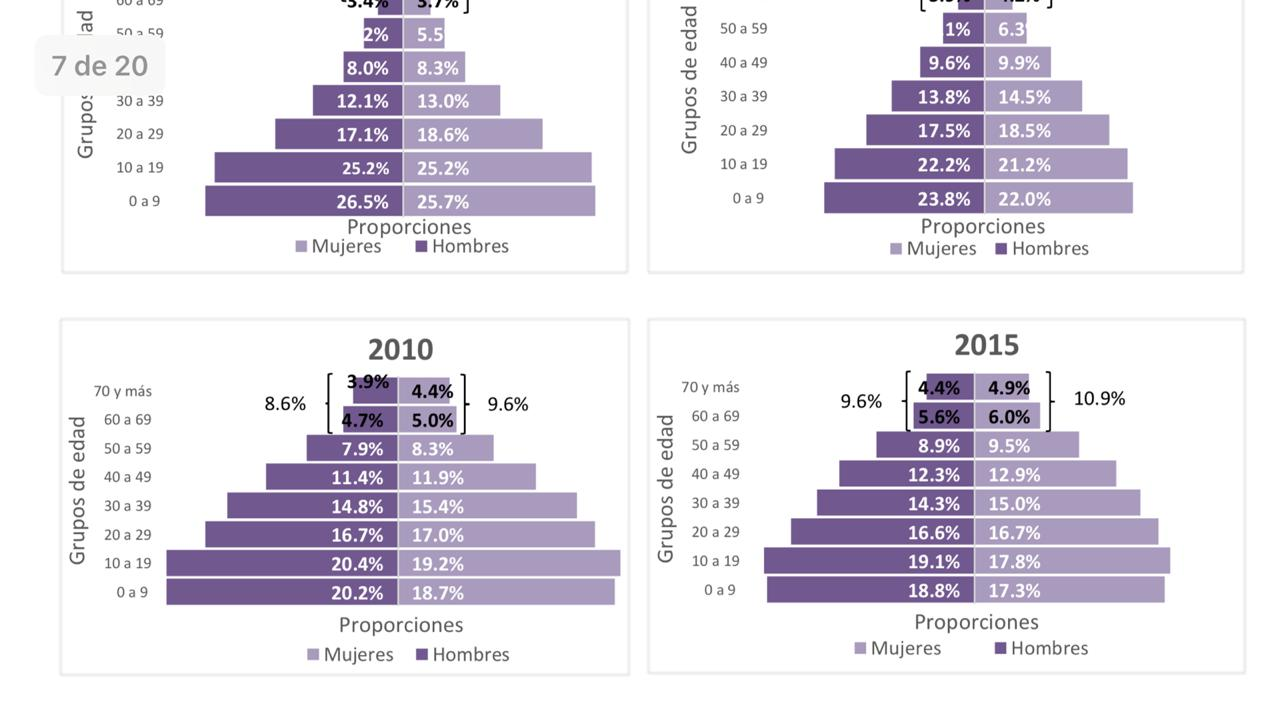 3.7%
50 a 59
2% 5.5
7 de 20
8.0% 8.3%
30 a 39 12.1% 13.0%
20 a 29 17.1% 18.6%
10 a 19 25.2% 25.2%
0 a 9 26.5% 25.7%
Grupos de edad
Proporciones
Mujeres Hombres
50 a 59 1% 6.3
40 a 49 9.6% 9.9%
30 a 39 13.8% 14.5%
20 a 29 17.5% 18.5%
10 a 19 22.2% 21.2%
0 a 9 23.8% 22.0%
Grupos de edad
Proporciones
Mujeres Hombres
2010
70 y más 3.9% 4.4%
8.6% 9.6%
60 a 69 4.7% 5.0%
50 a 59 7.9% 8.3%
40 a 49 11.4% 11.9%
30 a 39 14.8% 15.4%
20 a 29 16.7% 17.0%
10 a 19 20.4% 19.2%
0 a 9 20.2% 18.7%
Grupos de edad
Proporciones
Mujeres Hombres
2015
70 y más 4.4% 4.9%
9.6% 10.9%
60 a 69 5.6% 6.0%
50 a 59 8.9% 9.5%
40 a 49 12.3% 12.9%
30 a 39 14.3% 15.0%
20 a 29 16.6% 16.7%
10 a 19 19.1% 17.8%
0 a 9 18.8% 17.3%
Grupos de edad
Proporciones
Mujeres Hombres